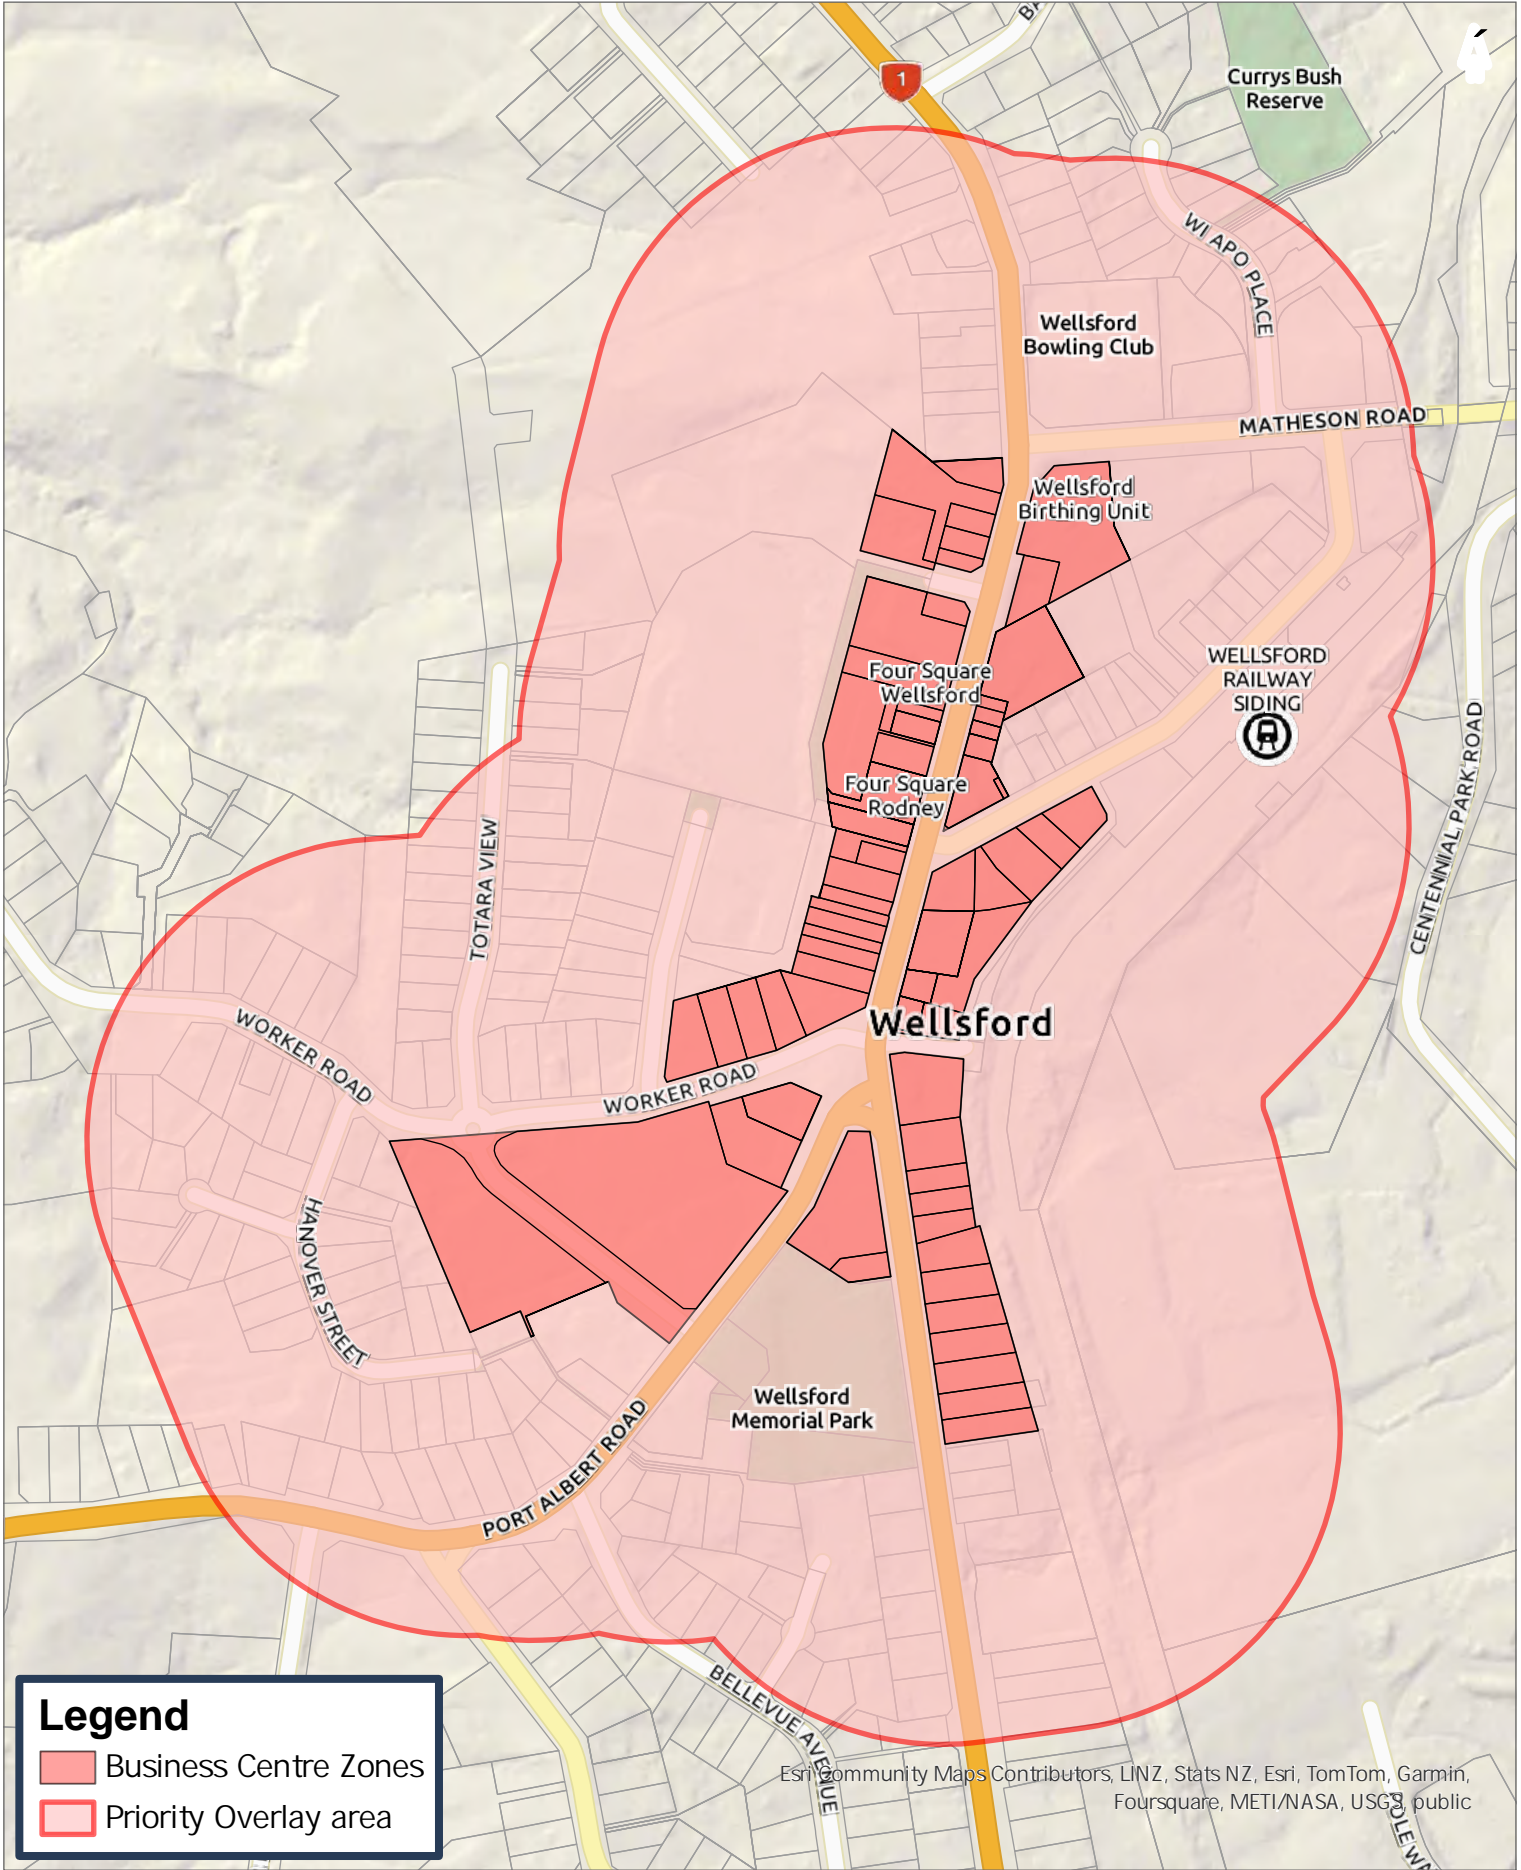 1
Currys Bush
Reserve
WI APO PLACE
Wellsford
Bowling Club
MATHESON ROAD
Wellsford
Birthing Unit
WELLSFORD
RAILWAY
SIDING
Four Square
Wellsford
Four Square
Rodney
CENTENNIAL PARK ROAD
TOTARA VIEW
Wellsford
WORKER ROAD
WORKER ROAD
HANOVER STREET
Wellsford
Memorial Park
PORT ALBERT ROAD
BELLEVUE AVENUE
Legend
Business Centre Zones
Priority Overlay area
Esri Community Maps Contributors, LINZ, Stats NZ, Esri, TomTom, Garmin,
Foursquare, METI/NASA, USGS, public